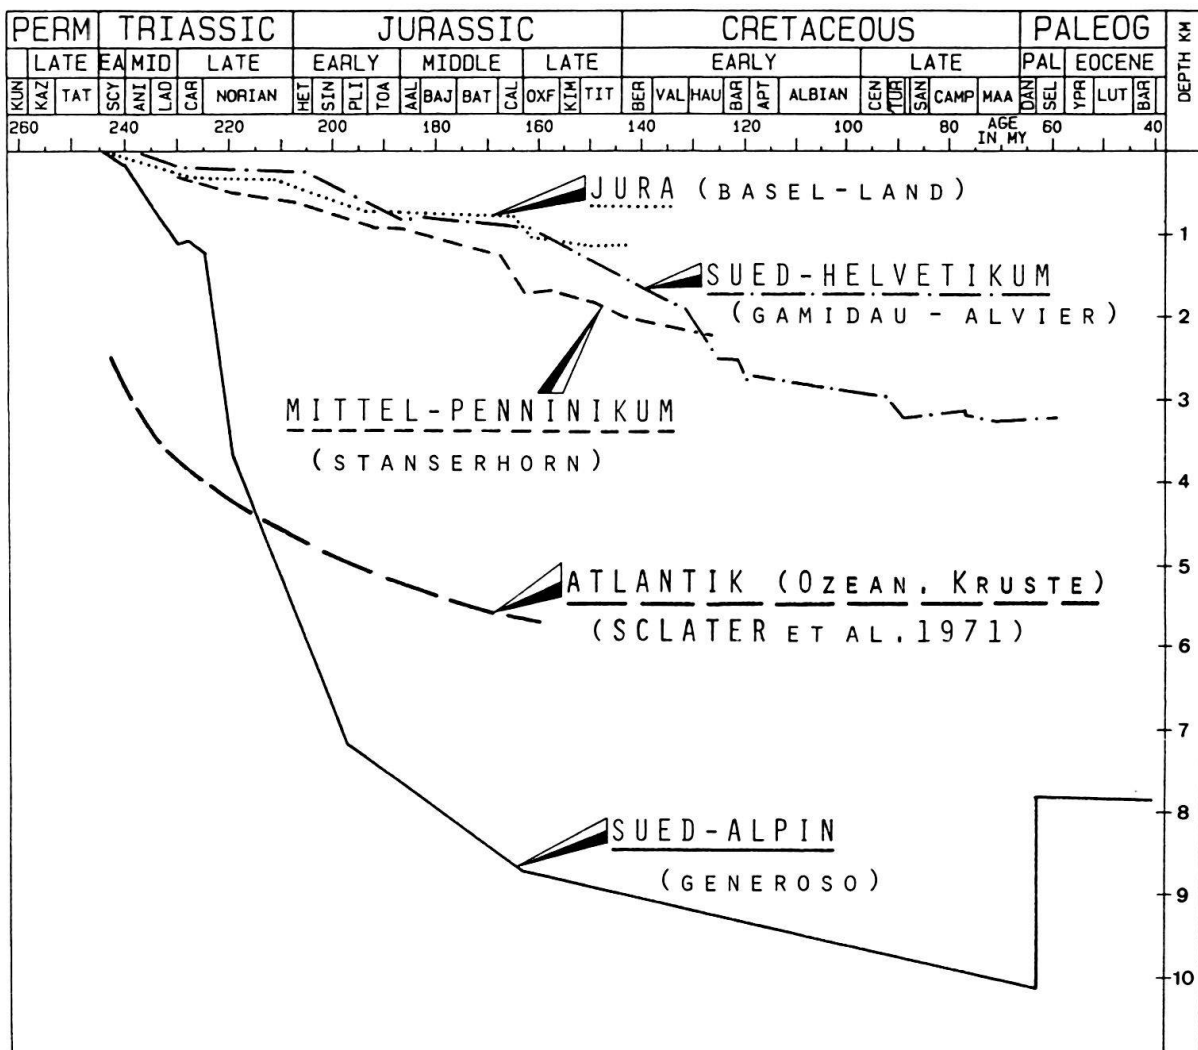 PERM TRIASSIC JURASSIC CRETACEOUS PALEOG DEPTH KM
LATE EA MID LATE EARLY MIDDLE LATE EARLY LATE PAL EOCENE
KUN KAZ TAT SCY ANI LAD CAR NORIAN HET SIN PLI TOA AAL BAJ BAT CAL OXF KIM TIT BER VAL HAU BAR APT ALBIAN CEN TUR SAN CAMP MAA DAN SEL YPR LUT BAR
260 240 220 200 180 160 140 120 100 80 AGE IN MY 60 40
JURA (BASEL-LAND)
1
SUED-HELVETIKUM
(GAMIDAU - ALVIER)
2
MITTEL-PENNINIKUM
3
(STANSERHORN)
4
ATLANTIK (OZEAN. KRUSTE)
5
(SCLATER ET AL. 1971)
6
7
SUED-ALPIN
8
(GENEROSO)
9
10